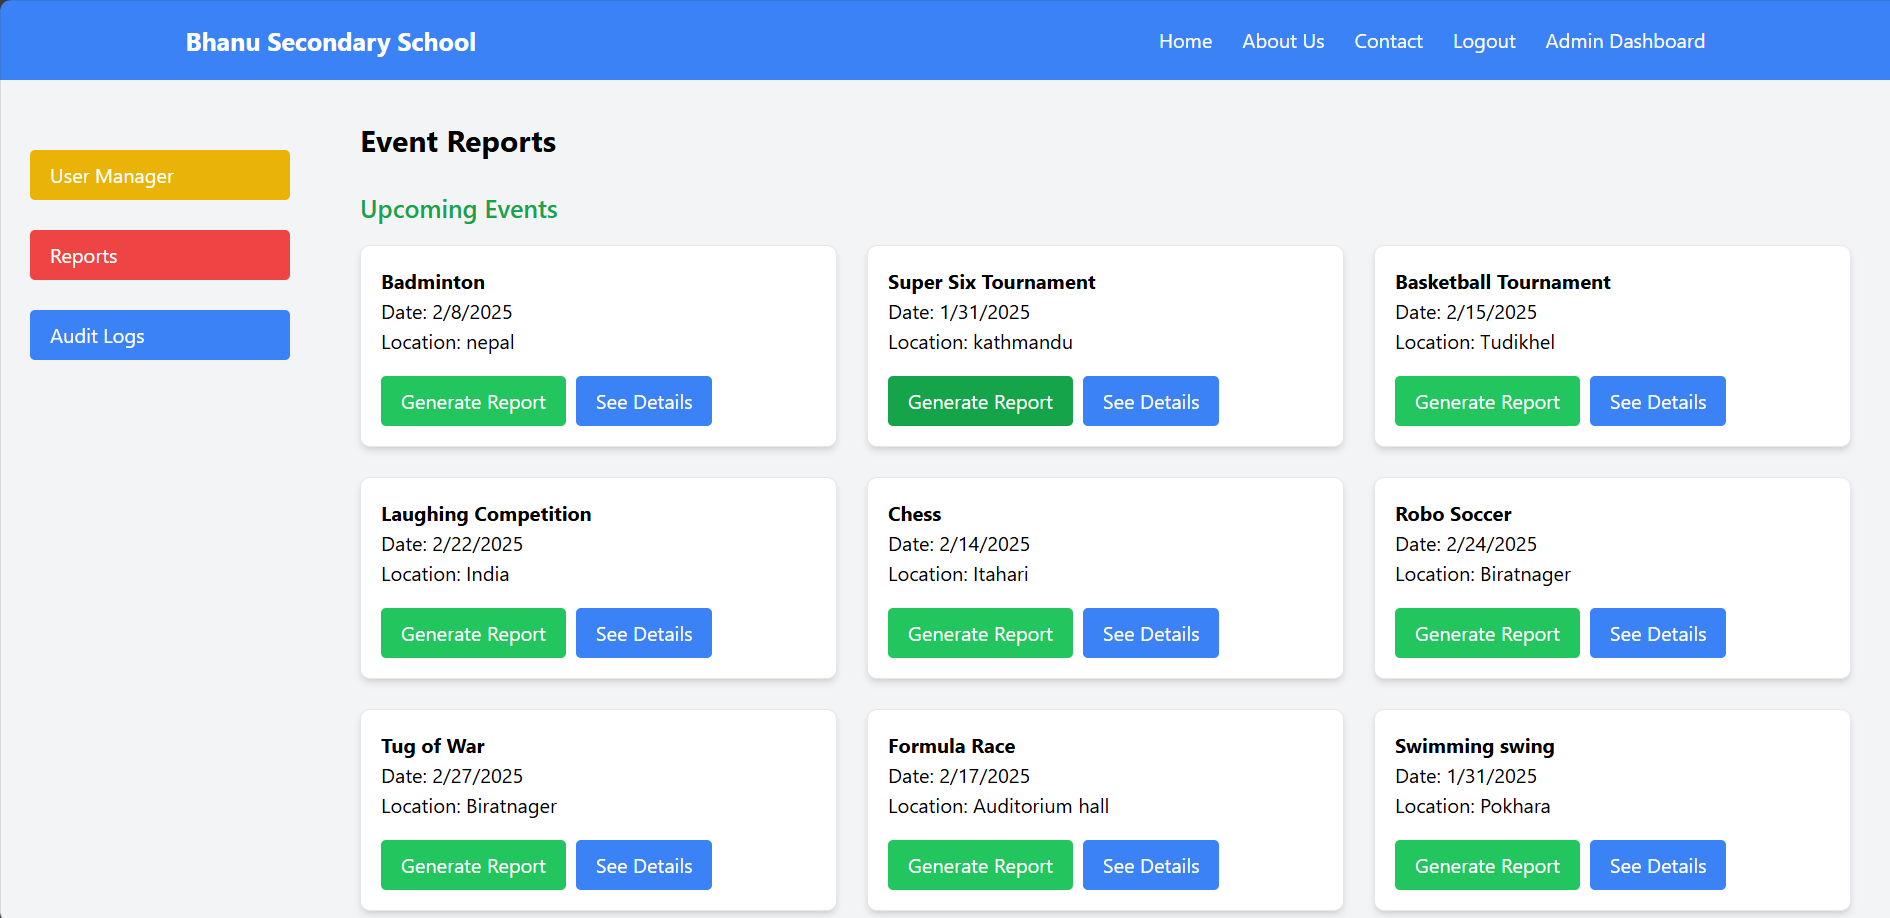 Bhanu Secondary School
Home About Us Contact Logout Admin Dashboard
User Manager
Reports
Audit Logs
Event Reports
Upcoming Events
Badminton
Date: 2/8/2025
Location: nepal
Generate Report See Details
Super Six Tournament
Date: 1/31/2025
Location: kathmandu
Generate Report See Details
Basketball Tournament
Date: 2/15/2025
Location: Tudikhel
Generate Report See Details
Laughing Competition
Date: 2/22/2025
Location: India
Generate Report See Details
Chess
Date: 2/14/2025
Location: Itahari
Generate Report See Details
Robo Soccer
Date: 2/24/2025
Location: Biratnager
Generate Report See Details
Tug of War
Date: 2/27/2025
Location: Biratnager
Generate Report See Details
Formula Race
Date: 2/17/2025
Location: Auditorium hall
Generate Report See Details
Swimming swing
Date: 1/31/2025
Location: Pokhara
Generate Report See Details